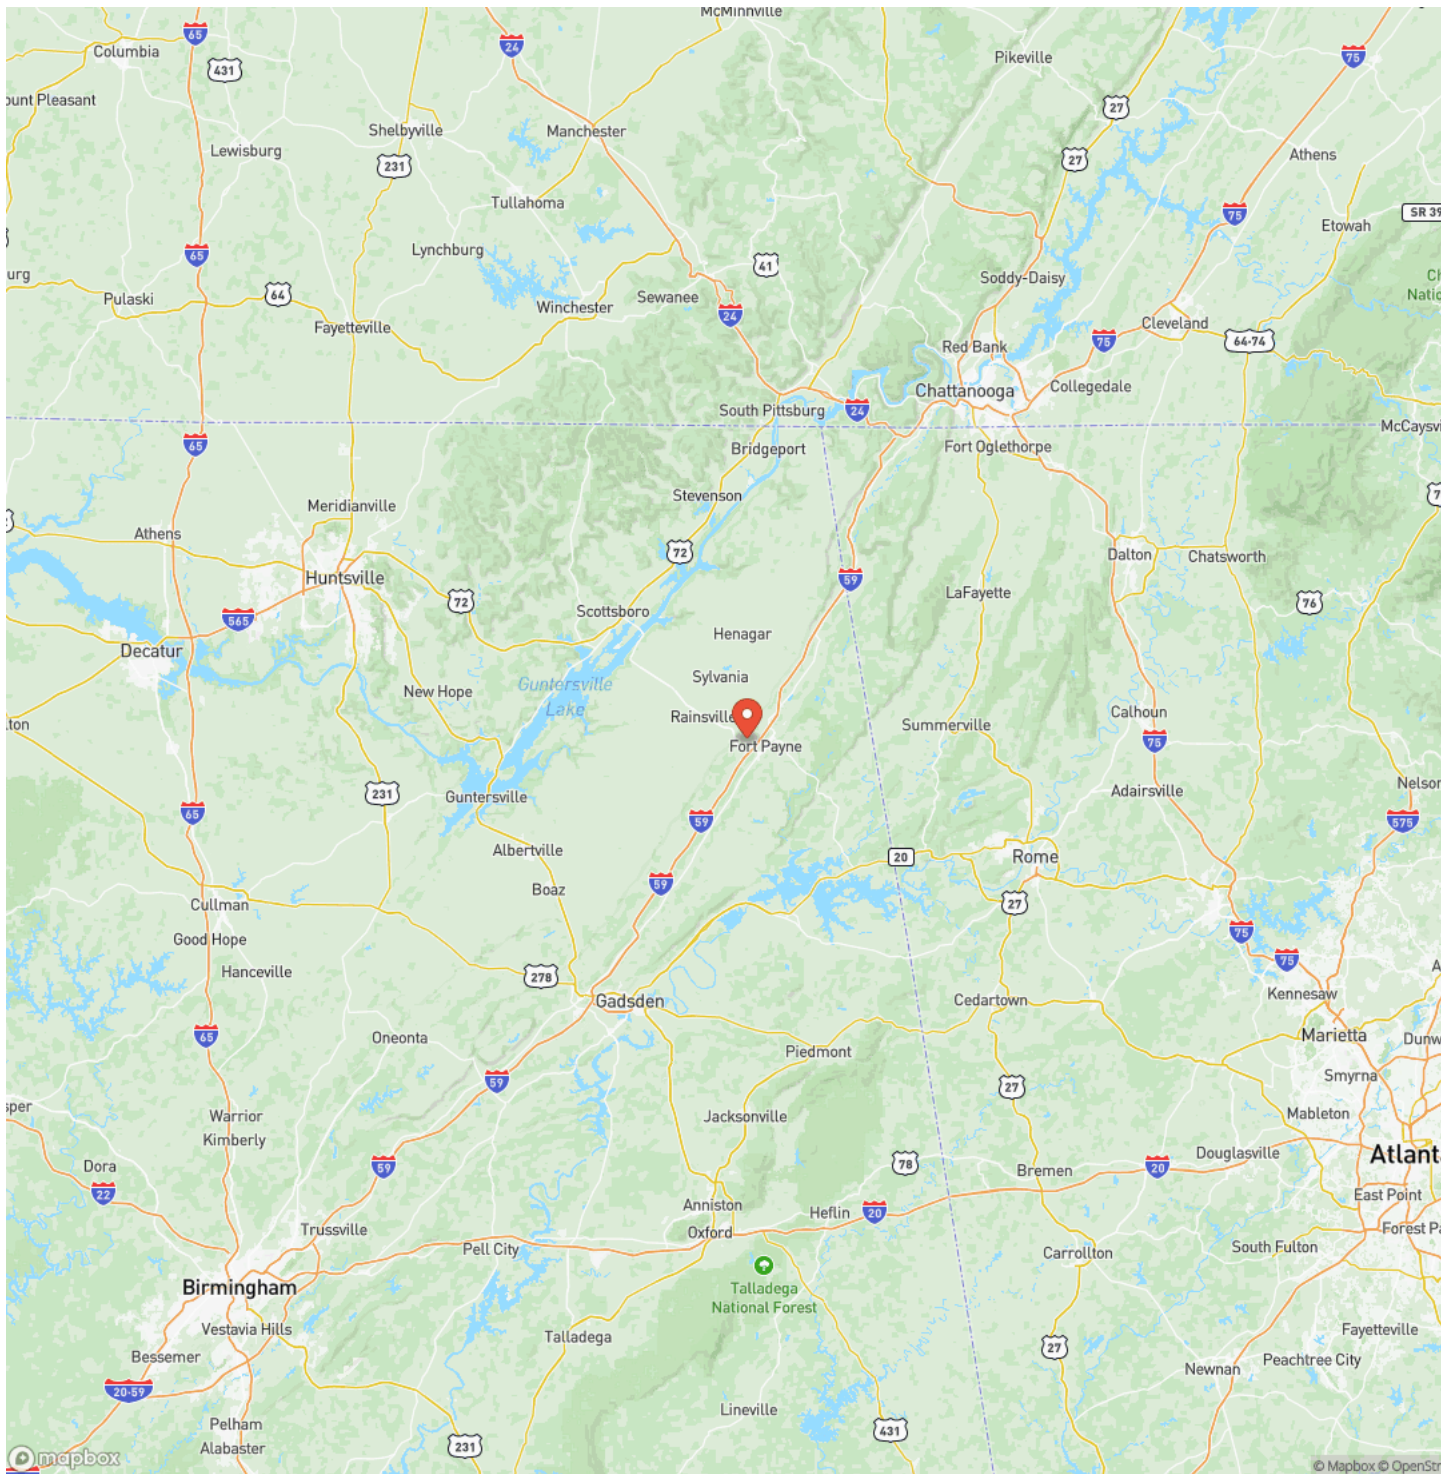 McMinnville
65
24
Columbia
431
Pikeville
75
ount Pleasant
27
Shelbyville
Manchester
Lewisburg
231
27
Athens
Tullahoma
75
SR 39
Etowah
Lynchburg
65
41
urg
Soddy-Daisy
64
Pulaski
Sewanee
Winchester
24
Fayetteville
Cleveland
Red Bank
75
64-74
Chattanooga
Collegedale
South Pittsburg
24
65
McCaysvi
Bridgeport
Fort Oglethorpe
Stevenson
Meridianville
Athens
72
Dalton
Chatsworth
Huntsville
59
72
LaFayette
76
Scottsboro
565
Henagar
Decatur
Sylvania
Guntersville
Lake
New Hope
Rainsville
Calhoun
lton
Summerville
75
Fort Payne
Nelson
231
Guntersville
Adairsville
65
59
575
Albertville
20
Rome
59
Boaz
Cullman
27
75
Good Hope
Hanceville
278
75
Kennesaw
Gadsden
Cedartown
65
Oneonta
Marietta
Dunw
Piedmont
59
Smyrna
27
Warrior
Jacksonville
Mableton
Kimberly
Douglasville
Atlanta
59
78
Dora
Bremen
20
22
East Point
Anniston
Heflin
20
Trussville
Oxford
Forest Pa
Pell City
Carrollton
South Fulton
Birmingham
Talladega
National Forest
Vestavia Hills
Talladega
Fayetteville
Bessemer
27
Peachtree City
20-59
Newnan
Lineville
Pelham
431
Alabaster
231
mapbox
© Mapbox © OpenStr